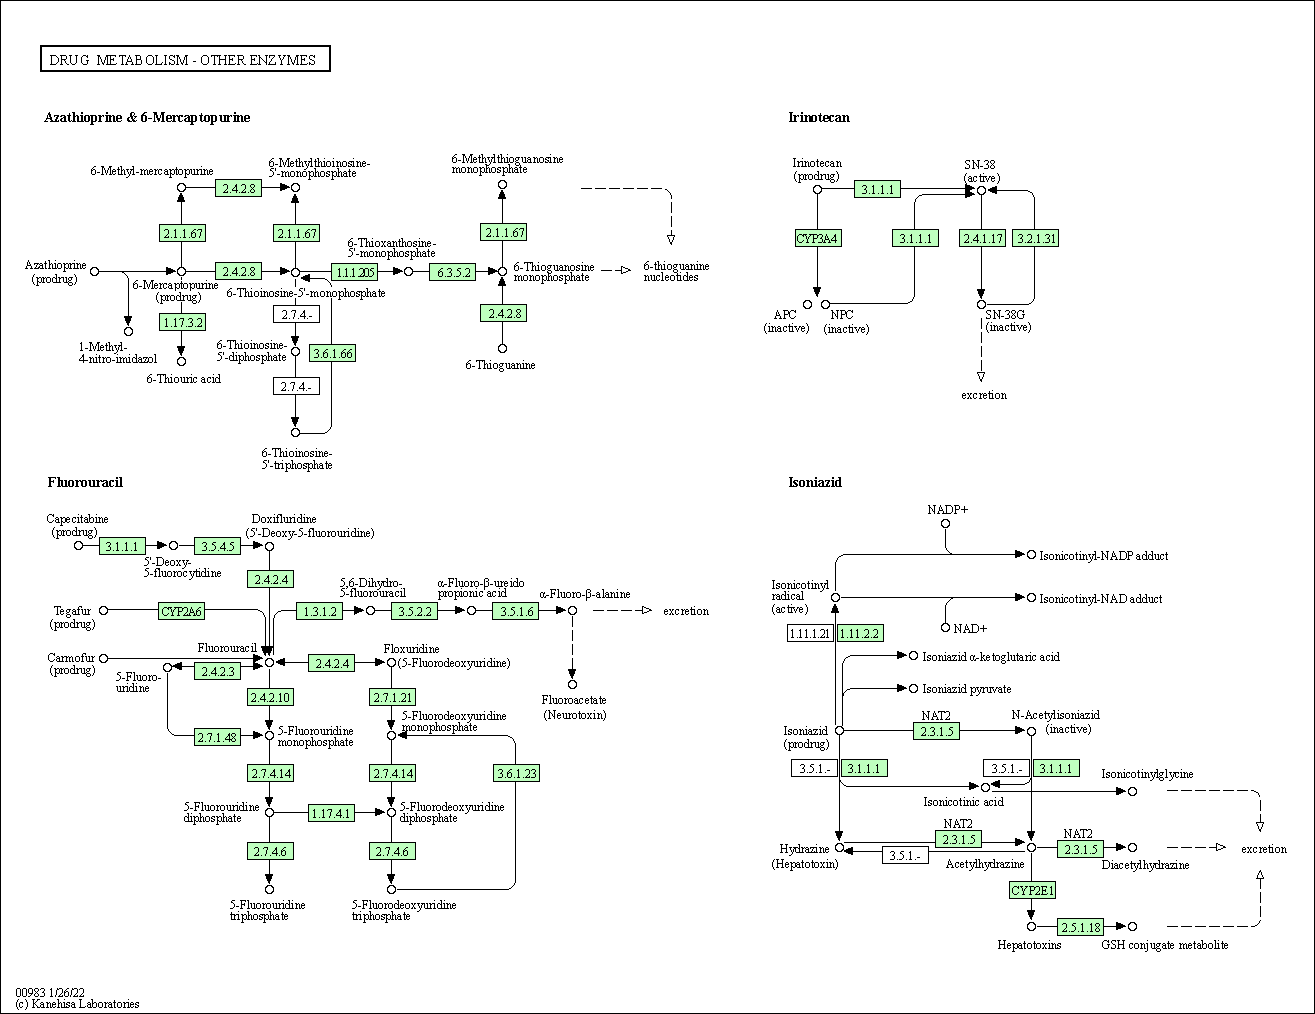 DRUG METABOLISM - OTHER ENZYMES
Azathioprine & 6-Mercaptopurine
6-Methyl-mercaptopurine
2.4.2.8
6-Methylthioinosine-
5'-monophosphate
6-Methylthioguanosine
monophosphate
2.1.1.67
2.1.1.67
2.1.1.67
6-Thioxanthosine-
5'-monophosphate
Azathioprine
(prodrug)
2.4.2.8
1.1.1.205
6.3.5.2
6-Thioguanosine
monophosphate
6-thioguanine
nucleotides
6-Mercaptopurine
(prodrug)
6-Thioinosine-5'-monophosphate
1.17.3.2
2.7.4.-
2.4.2.8
1-Methyl-
4-nitro-imidazol
6-Thioinosine-
5'-diphosphate
3.6.1.66
6-Thioguanine
6-Thiouric acid
2.7.4.-
6-Thioinosine-
5'-triphosphate
Irinotecan
Irinotecan
(prodrug)
3.1.1.1
SN-38
(active)
CYP3A4
3.1.1.1
2.4.1.17
3.2.1.31
APC
(inactive)
NPC
(inactive)
SN-38G
(inactive)
excretion
Fluorouracil
Capecitabine
(prodrug)
3.1.1.1
3.5.4.5
Doxifluridine
(5'-Deoxy-5-fluorouridine)
5'-Deoxy-
5-fluorocytidine
2.4.2.4
5,6-Dihydro-
5-fluorouracil
α-Fluoro-β-ureido
propionic acid
α-Fluoro-β-alanine
Tegafur
(prodrug)
CYP2A6
1.3.1.2
3.5.2.2
3.5.1.6
excretion
Fluorouracil
Floxuridine
(5-Fluorodeoxyuridine)
Carmofur
(prodrug)
2.4.2.3
2.4.2.4
5-Fluoro-
uridine
2.4.2.10
2.7.1.21
Fluoroacetate
(Neurotoxin)
2.7.1.48
5-Fluorouridine
monophosphate
5-Fluorodeoxyuridine
monophosphate
2.7.4.14
2.7.4.14
3.6.1.23
5-Fluorouridine
diphosphate
1.17.4.1
5-Fluorodeoxyuridine
diphosphate
2.7.4.6
2.7.4.6
5-Fluorouridine
triphosphate
5-Fluorodeoxyuridine
triphosphate
Isoniazid
NADP+
Isonicotinyl-NADP adduct
Isonicotinyl
radical
(active)
Isonicotinyl-NAD adduct
NAD+
1.11.1.21
1.11.2.2
Isoniazid α-ketoglutaric acid
Isoniazid pyruvate
Isoniazid
(prodrug)
NAT2
2.3.1.5
N-Acetylisoniazid
(inactive)
3.5.1.-
3.1.1.1
3.5.1.-
3.1.1.1
Isonicotinylglycine
Isonicotinic acid
Hydrazine
(Hepatotoxin)
NAT2
2.3.1.5
3.5.1.-
Acetylhydrazine
NAT2
2.3.1.5
Diacetylhydrazine
excretion
CYP2E1
2.5.1.18
Hepatotoxins
GSH conjugate metabolite
00983 1/26/22
(c) Kanehisa Laboratories